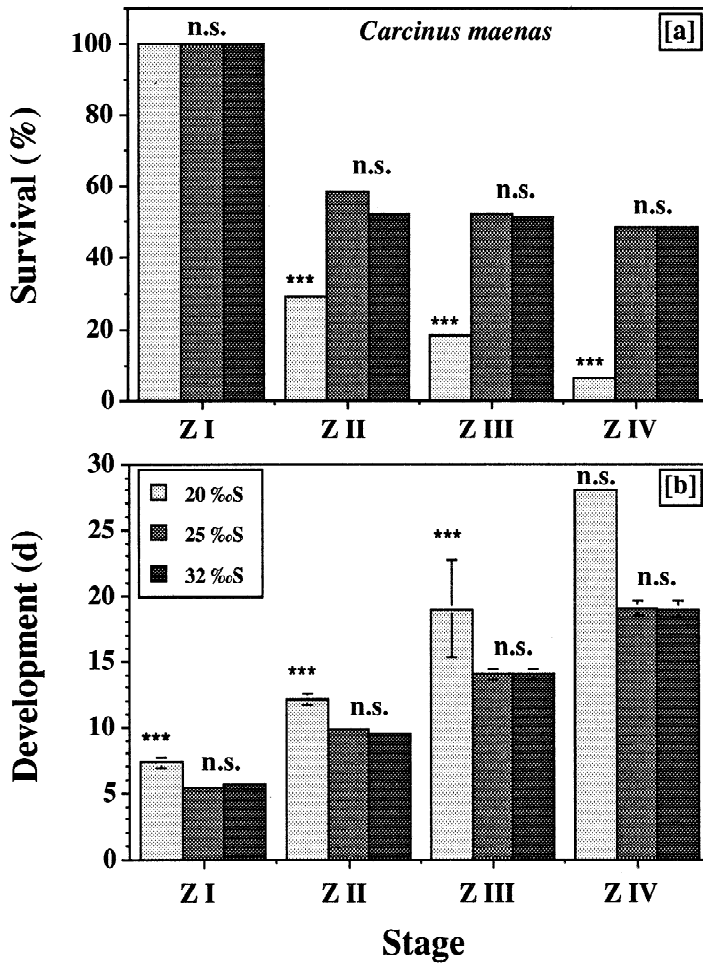 Carcinus maenas
[a]
Survival (%)
100
80
60
40
20
0
n.s.
***
n.s.
***
n.s.
***
n.s.
Z I
Z II
Z III
Z IV
[b]
20 ‰S
25 ‰S
32 ‰S
Development (d)
30
25
20
15
10
5
0
***
n.s.
***
n.s.
***
n.s.
n.s.
n.s.
Z I
Z II
Z III
Z IV
Stage